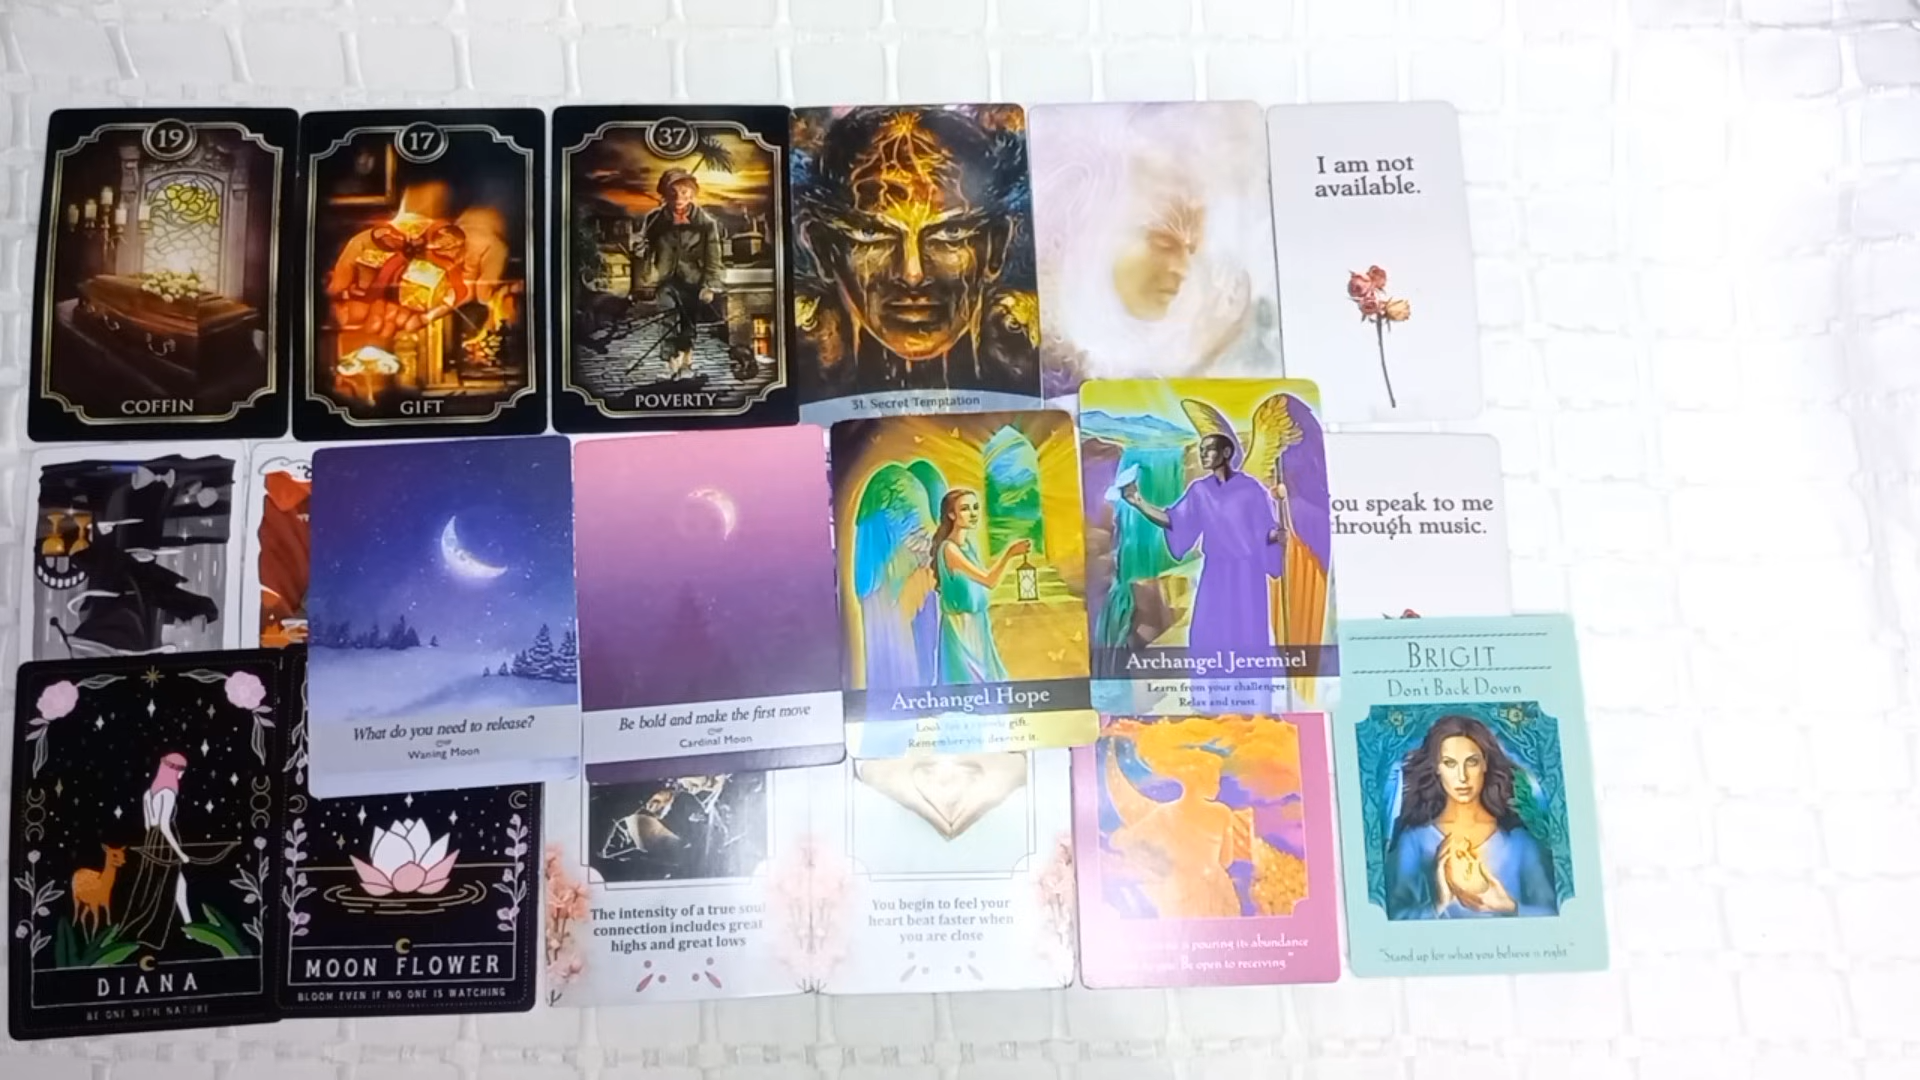 19
COFFIN
17
GIFT
37
POVERTY
31. Secret Temptation
I am not
available.
What do you need to release?
Waning Moon
Be bold and make the first move
Cardinal Moon
Archangel Hope
Look for a gift.
Remember you deserve it.
Archangel Jeremiel
Learn from your challenges.
Relax and trust.
ou speak to me
hrough music.
DIANA
BE ONE WITH NATURE
MOON FLOWER
BLOOM EVEN IF NO ONE IS WATCHING
The intensity of a true soul
connection includes great
highs and great lows
You begin to feel your
heart beat faster when
you are close
is pouring its abundance
Be open to receiving."
BRIGIT
Don't Back Down
"Stand up for what you believe is right"